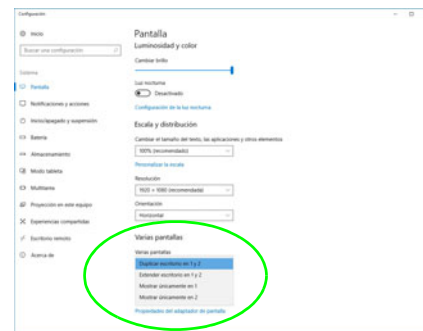 Configuración
Inicio
Buscar una configuración
Sistema
Pantalla
Notificaciones y acciones
Inicio/apagado y suspensión
Batería
Almacenamiento
Modo tableta
Multitarea
Proyección en este equipo
Experiencias compartidas
Escritorio remoto
Acerca de
Pantalla
Luminosidad y color
Cambiar brillo
Luz nocturna
Desactivado
Configuración de la luz nocturna
Escala y distribución
Cambiar el tamaño del texto, las aplicaciones y otros elementos
100% (recomendado)
Personalizar la escala
Resolución
1920 × 1080 (recomendada)
Orientación
Horizontal
Varias pantallas
Varias pantallas
Duplicar escritorio en 1 y 2
Extender escritorio en 1 y 2
Mostrar únicamente en 1
Mostrar únicamente en 2
Propiedades del adaptador de pantalla